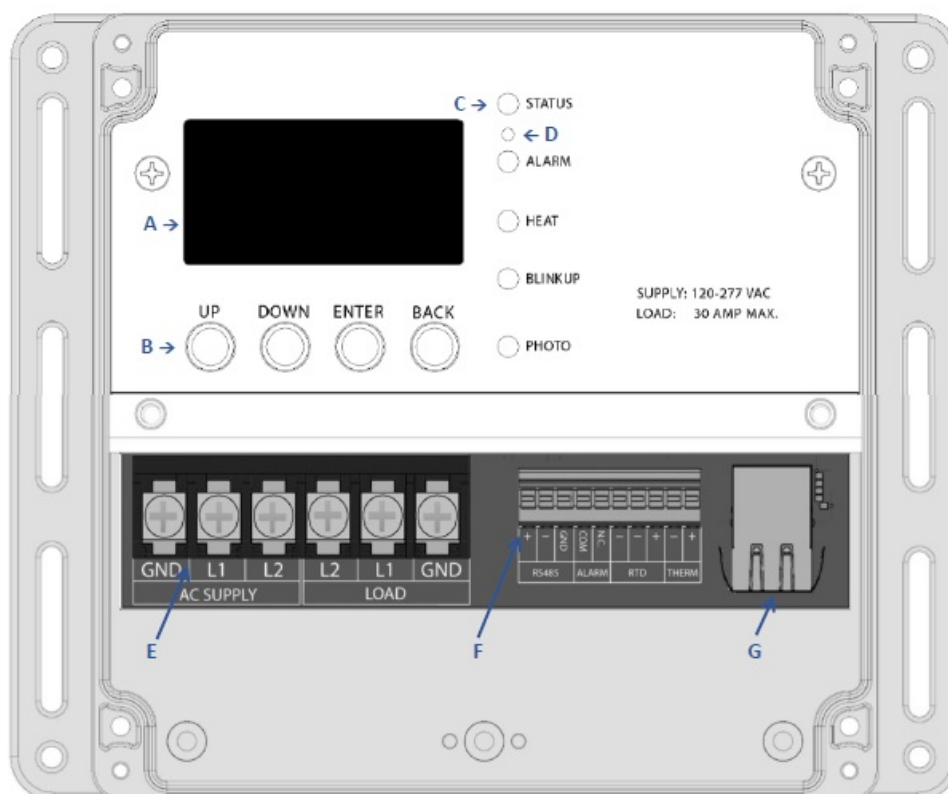 C → STATUS
← D
ALARM
A →
HEAT
BLINKUP
SUPPLY: 120-277 VAC
LOAD: 30 AMP MAX.
UP DOWN ENTER BACK
B →
PHOTO
GND L1 L2 L2 L1 GND
AC SUPPLY LOAD
+ − GND COM N.C. − − + − +
RS485 ALARM RTD THERM
E F G